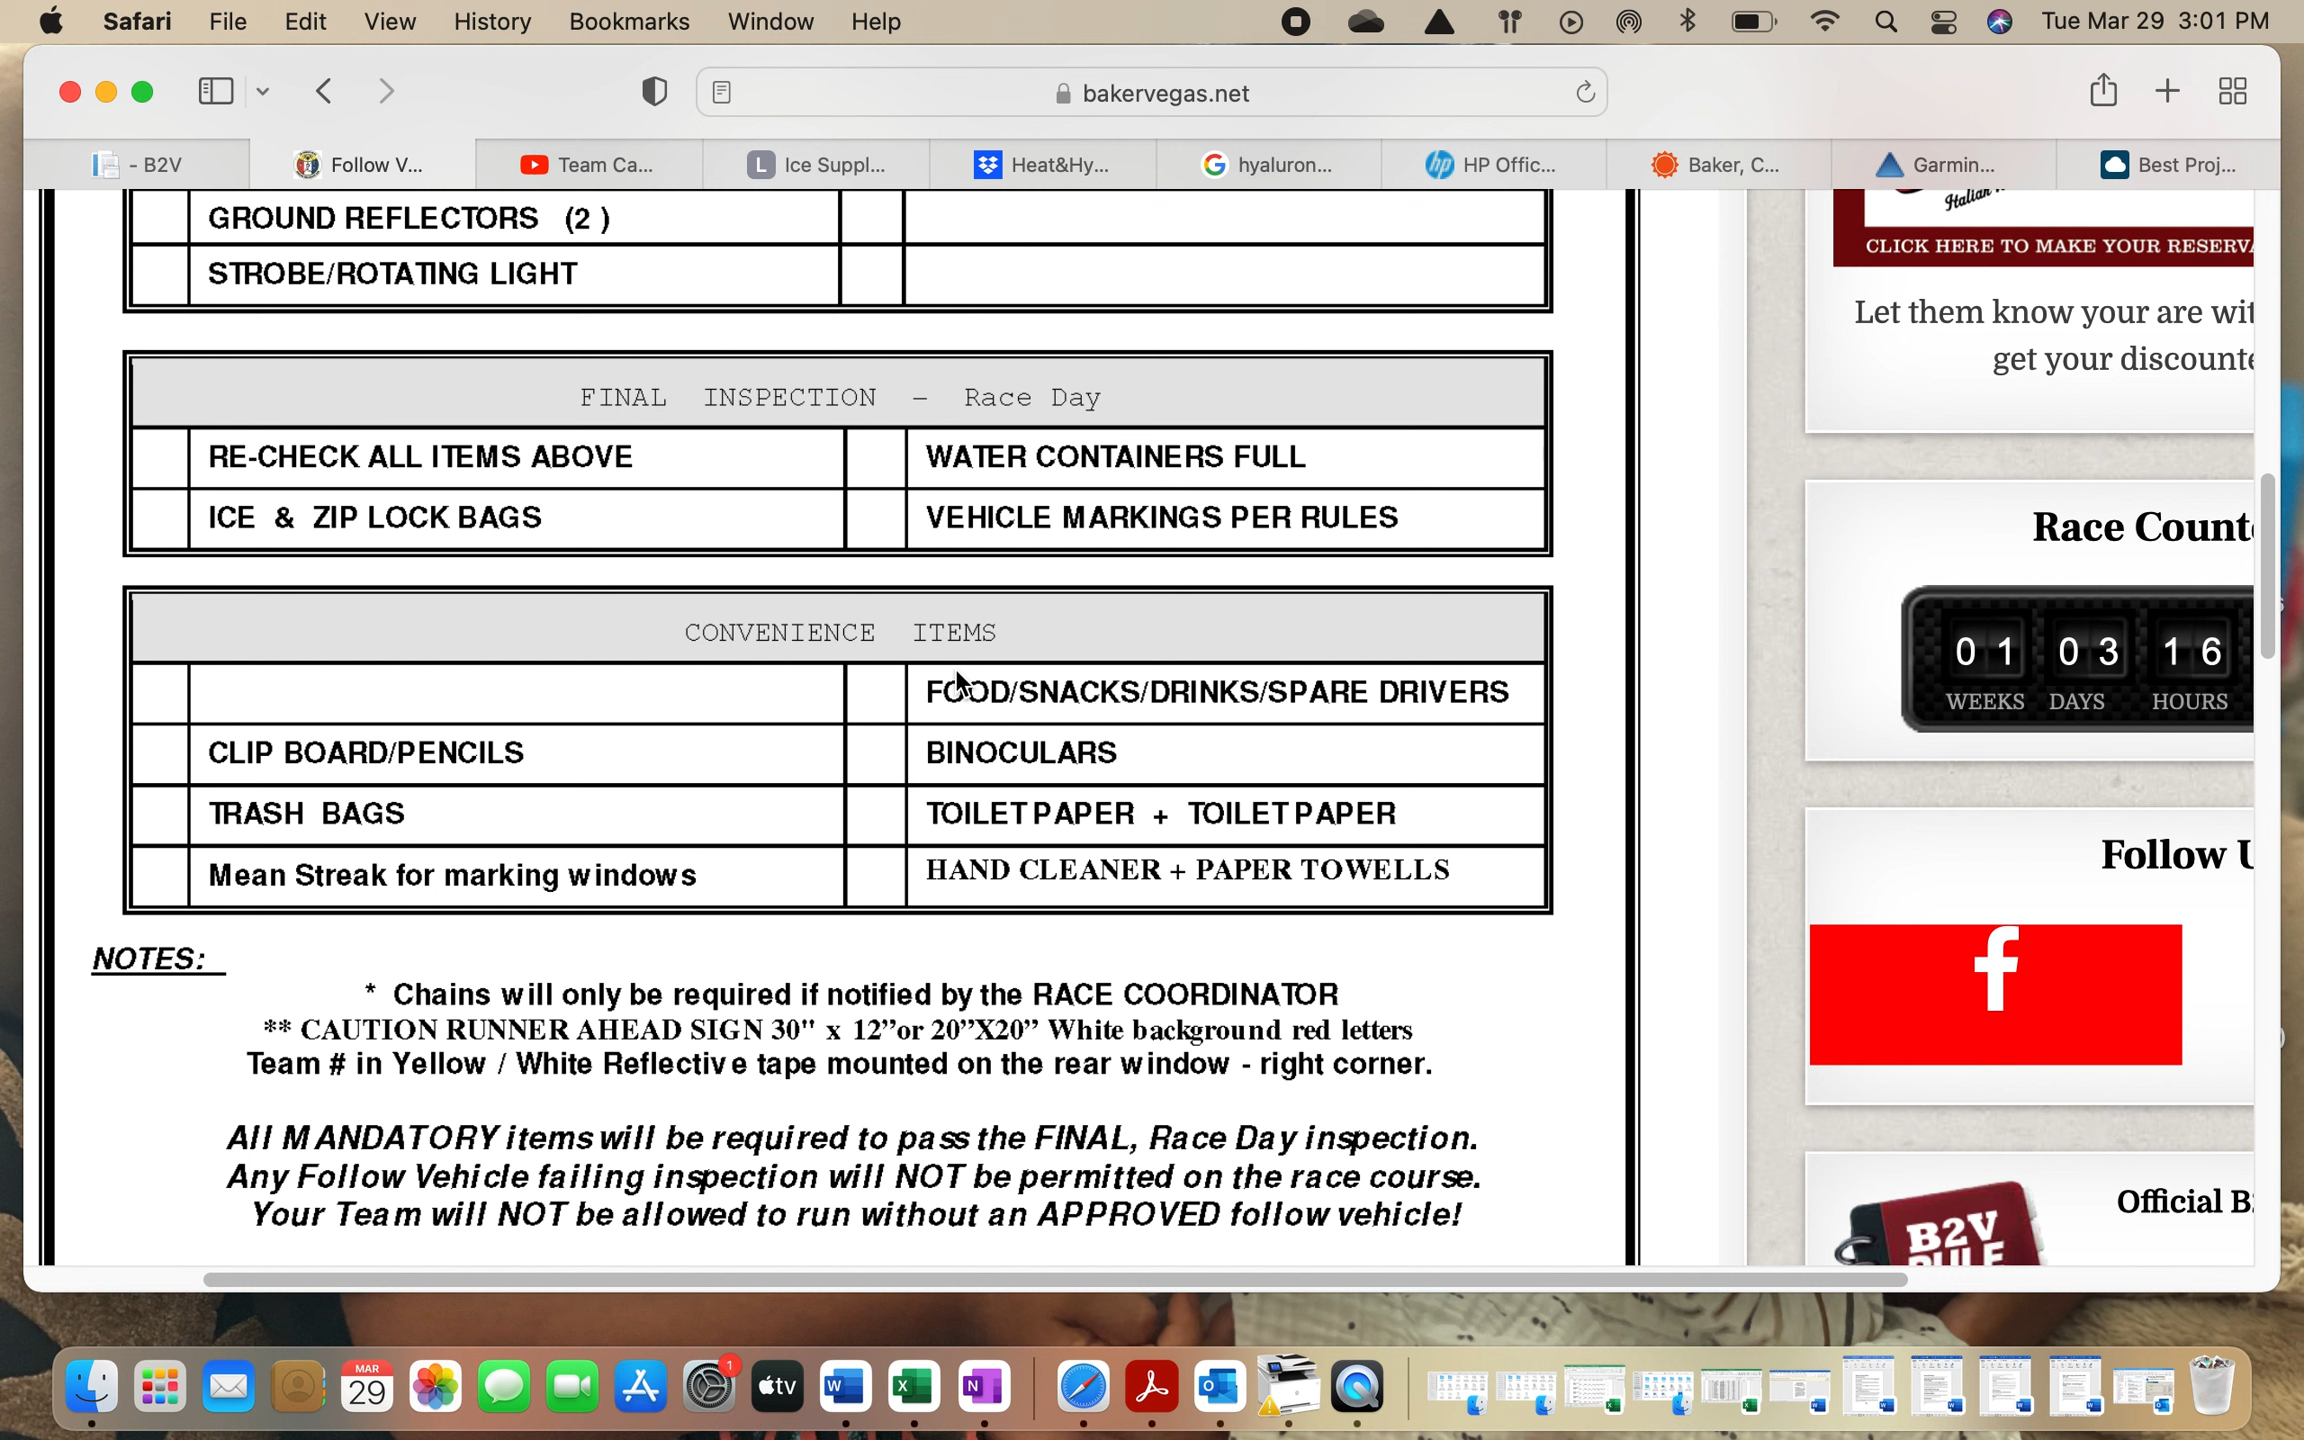 Safari File Edit View History Bookmarks Window Help Tue Mar 29 3:01 PM
bakervegas.net
- B2V Follow V... Team Ca... L Ice Suppl... Heat&Hy... hyaluron... HP Offic... Baker, C... Garmin... Best Proj...
GROUND REFLECTORS (2 )
STROBE/ROTATING LIGHT
FINAL INSPECTION - Race Day
RE-CHECK ALL ITEMS ABOVE WATER CONTAINERS FULL
ICE & ZIP LOCK BAGS VEHICLE MARKINGS PER RULES
CONVENIENCE ITEMS
FOOD/SNACKS/DRINKS/SPARE DRIVERS
CLIP BOARD/PENCILS BINOCULARS
TRASH BAGS TOILET PAPER + TOILET PAPER
Mean Streak for marking windows HAND CLEANER + PAPER TOWELLS
NOTES:
* Chains will only be required if notified by the RACE COORDINATOR
** CAUTION RUNNER AHEAD SIGN 30" x 12”or 20”X20” White background red letters
Team # in Yellow / White Reflective tape mounted on the rear window - right corner.
All MANDATORY items will be required to pass the FINAL, Race Day inspection.
Any Follow Vehicle failing inspection will NOT be permitted on the race course.
Your Team will NOT be allowed to run without an APPROVED follow vehicle!
Italian
CLICK HERE TO MAKE YOUR RESERVA
Let them know your are wit
get your discounte
Race Count
01 03 16
WEEKS DAYS HOURS
Follow U
f
Official B
B2V
RULE
MAR
29
1
tv
W
X
N
O